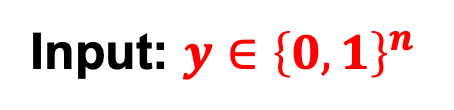 Input: y ∈ {0, 1}ⁿ